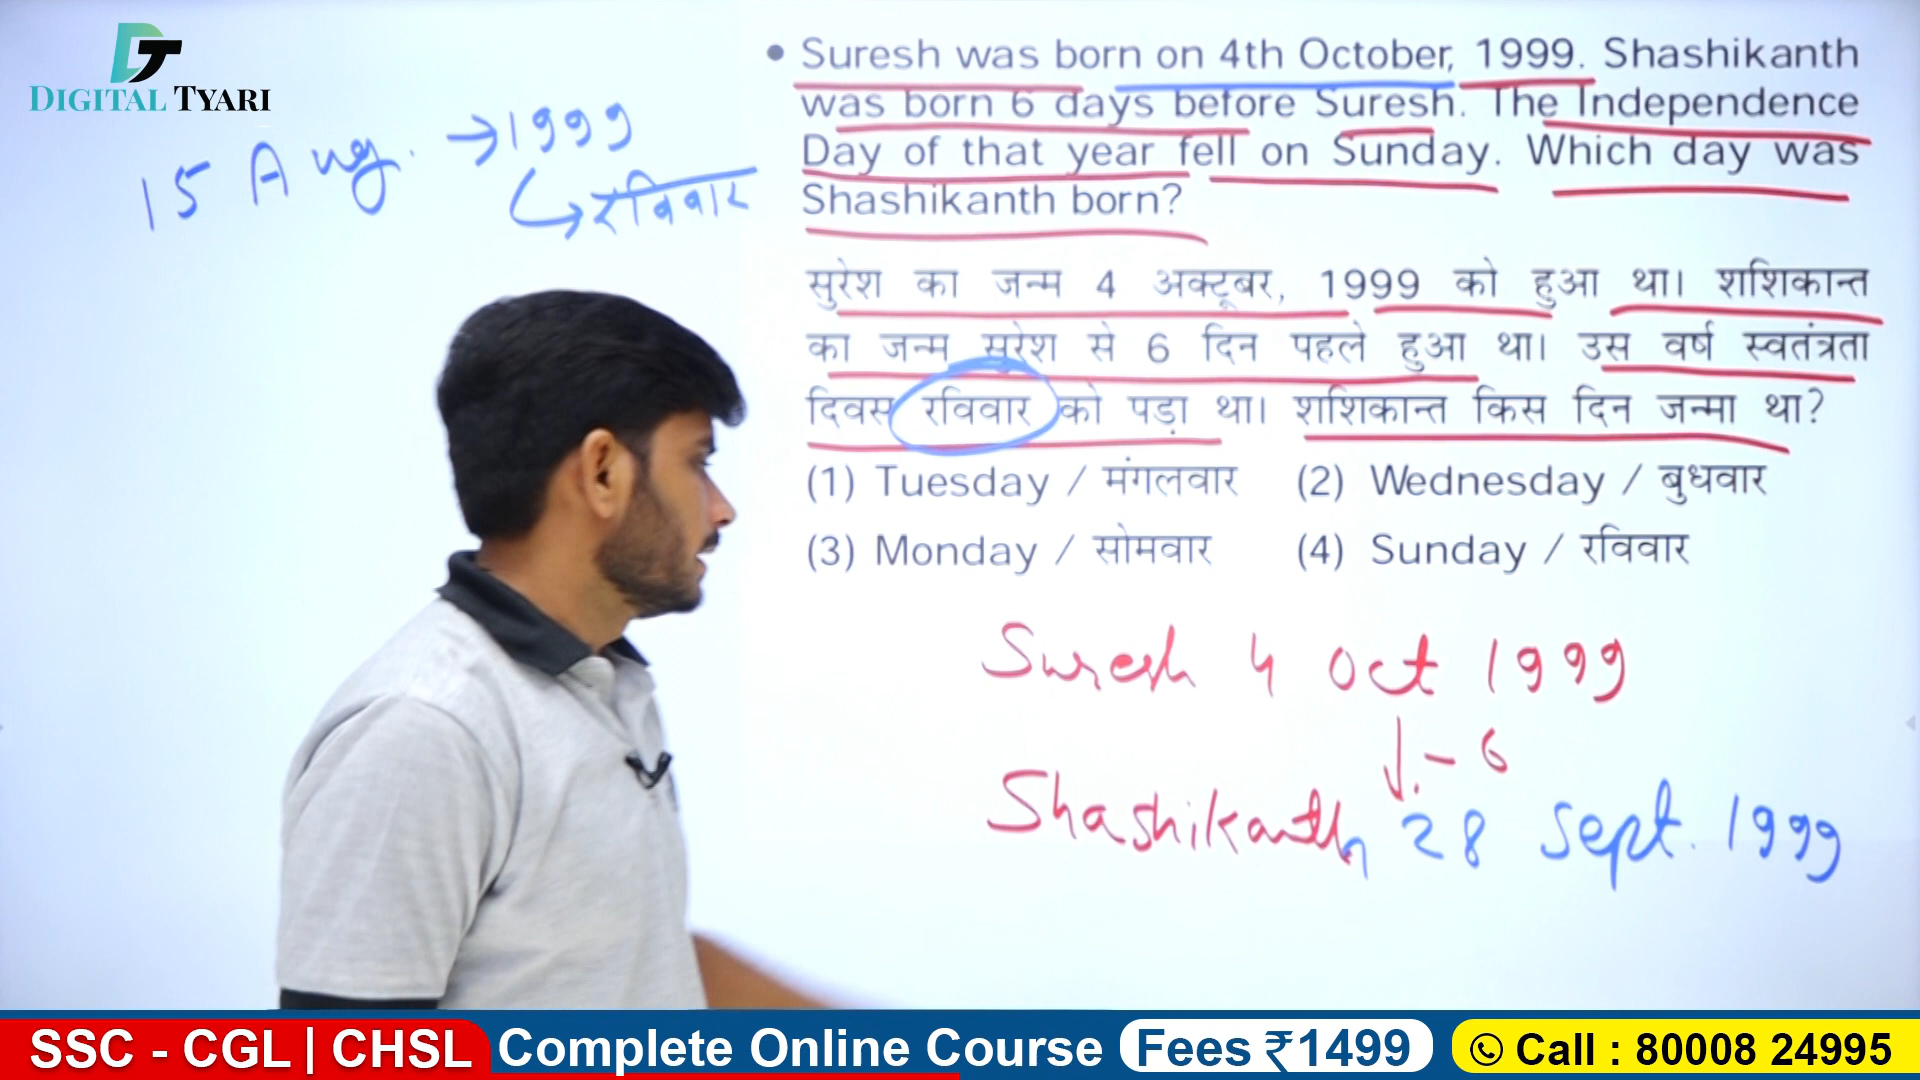 DIGITAL TYARI
15 Aug. →1999
रविवार
• Suresh was born on 4th October, 1999. Shashikanth
was born 6 days before Suresh. The Independence
Day of that year fell on Sunday. Which day was
Shashikanth born?
सुरेश का जन्म 4 अक्टूबर, 1999 को हुआ था। शशिकान्त
का जन्म सुरेश से 6 दिन पहले हुआ था। उस वर्ष स्वतंत्रता
दिवस रविवार को पड़ा था। शशिकान्त किस दिन जन्मा था?
(1) Tuesday / मंगलवार (2) Wednesday / बुधवार
(3) Monday / सोमवार (4) Sunday / रविवार
Suresh 4 Oct 1999
- 6
Shashikanth 28 Sept. 1999
SSC - CGL | CHSL Complete Online Course Fees ₹1499 Call : 80008 24995